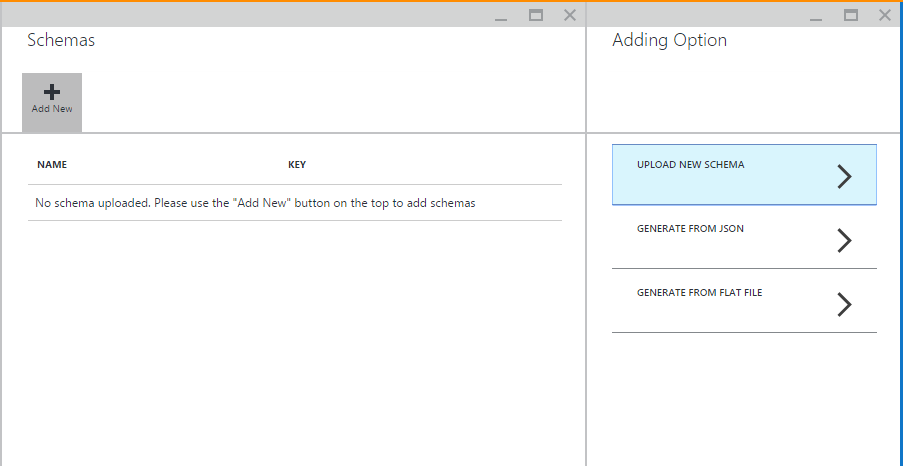 Schemas
Add New
NAME KEY
No schema uploaded. Please use the "Add New" button on the top to add schemas
Adding Option
UPLOAD NEW SCHEMA
GENERATE FROM JSON
GENERATE FROM FLAT FILE